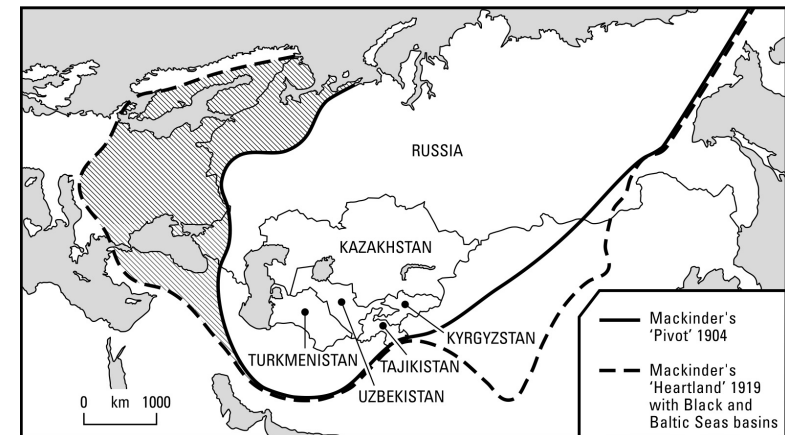 RUSSIA
KAZAKHSTAN
KYRGYZSTAN
TURKMENISTAN
TAJIKISTAN
UZBEKISTAN
0 km 1000
Mackinder's
‘Pivot’ 1904
Mackinder's
‘Heartland’ 1919
with Black and
Baltic Seas basins